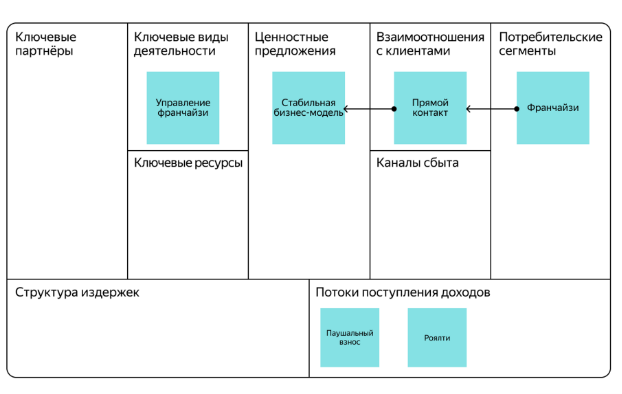 Ключевые
партнёры
Ключевые виды
деятельности
Управление
франчайзи
Ключевые ресурсы
Ценностные
предложения
Стабильная
бизнес-модель
Взаимоотношения
с клиентами
Прямой
контакт
Каналы сбыта
Потребительские
сегменты
Франчайзи
Структура издержек
Потоки поступления доходов
Паушальный
взнос
Роялти